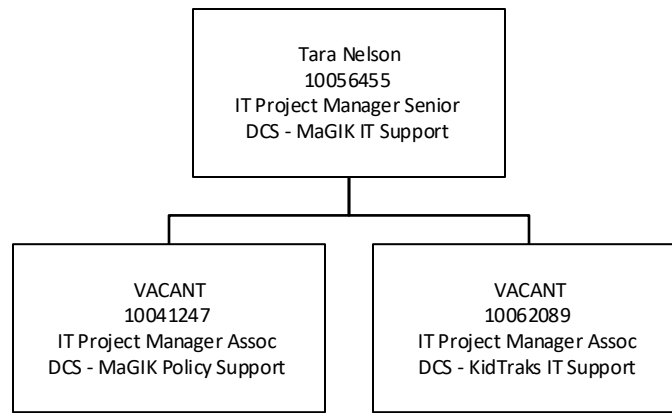 Tara Nelson
10056455
IT Project Manager Senior
DCS - MaGIK IT Support
VACANT
10041247
IT Project Manager Assoc
DCS - MaGIK Policy Support
VACANT
10062089
IT Project Manager Assoc
DCS - KidTraks IT Support